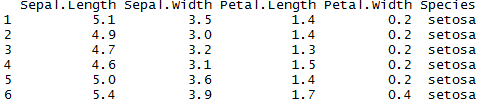 Sepal.Length Sepal.Width Petal.Length Petal.Width Species
1 5.1 3.5 1.4 0.2 setosa
2 4.9 3.0 1.4 0.2 setosa
3 4.7 3.2 1.3 0.2 setosa
4 4.6 3.1 1.5 0.2 setosa
5 5.0 3.6 1.4 0.2 setosa
6 5.4 3.9 1.7 0.4 setosa